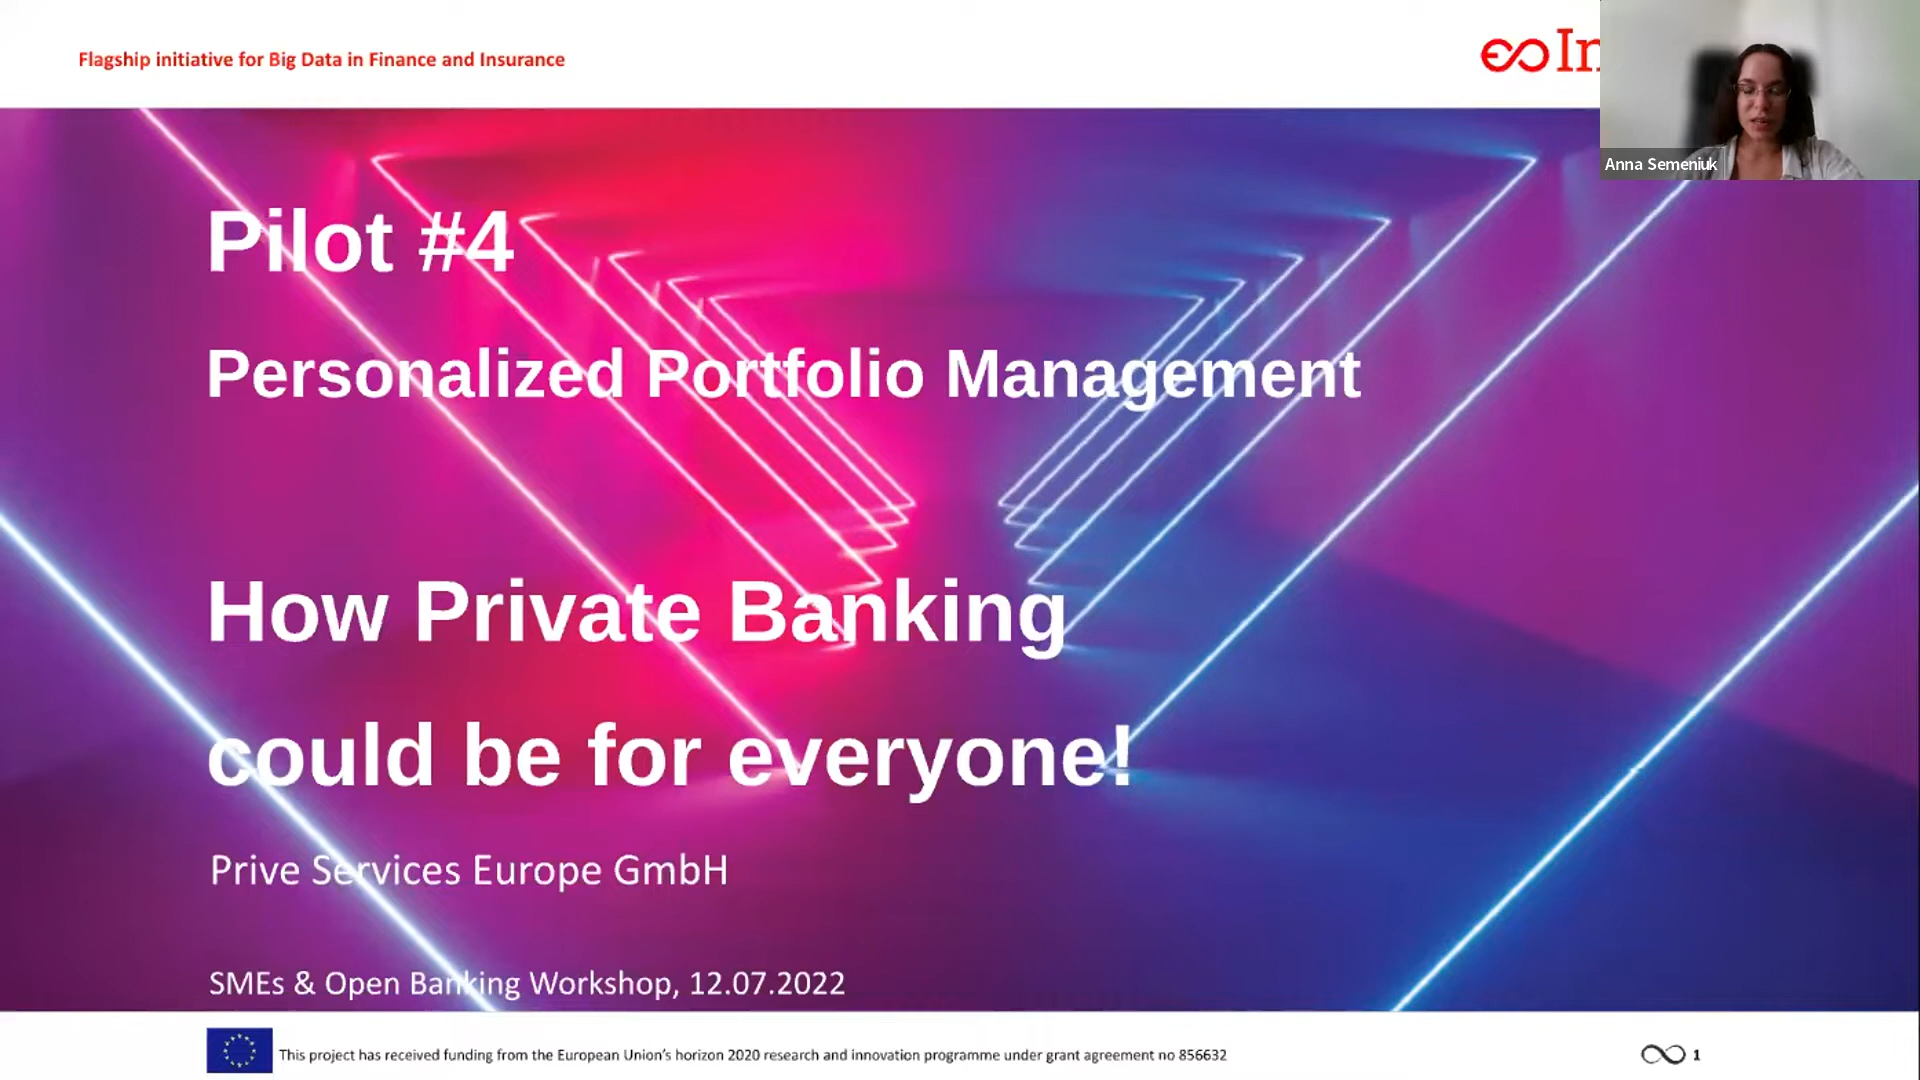 Flagship initiative for Big Data in Finance and Insurance
Anna Semeniuk
Pilot #4
Personalized Portfolio Management
How Private Banking
could be for everyone!
Prive Services Europe GmbH
SMEs & Open Banking Workshop, 12.07.2022
This project has received funding from the European Union's horizon 2020 research and innovation programme under grant agreement no 856632
1